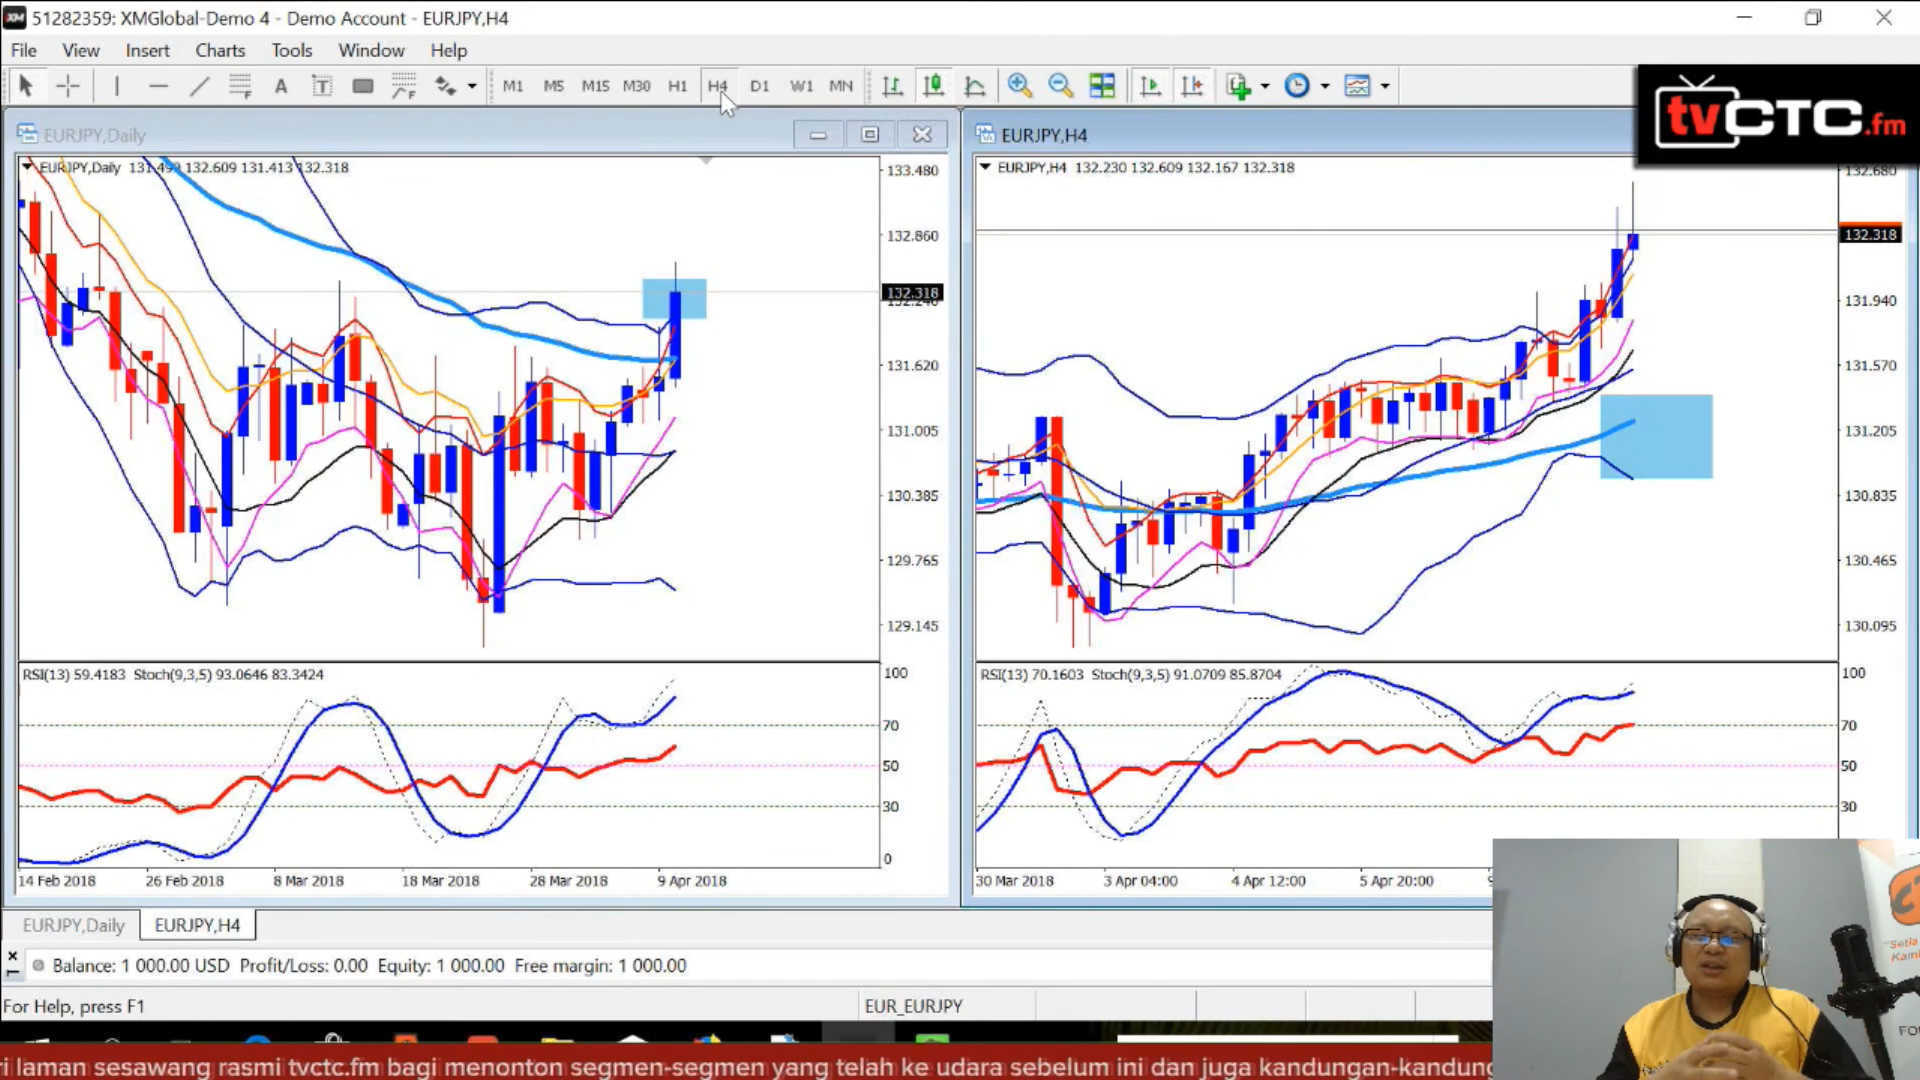 51282359: XMGlobal-Demo 4 - Demo Account - EURJPY,H4
File View Insert Charts Tools Window Help
A T F F M1 M5 M15 M30 H1 H4 D1 W1 MN
tvCTC.fm
EURJPY,Daily
EURJPY,H4
EURJPY,Daily 131.499 132.609 131.413 132.318
133.480
132.860
132.318
131.620
131.005
130.385
129.765
129.145
EURJPY,H4 132.230 132.609 132.167 132.318
132.680
132.318
131.940
131.570
131.205
130.835
130.465
130.095
RSI(13) 59.4183 Stoch(9,3,5) 93.0646 83.3424
100
70
50
30
0
RSI(13) 70.1603 Stoch(9,3,5) 91.0709 85.8704
100
70
50
30
14 Feb 2018 26 Feb 2018 8 Mar 2018 18 Mar 2018 28 Mar 2018 9 Apr 2018
30 Mar 2018 3 Apr 04:00 4 Apr 12:00 5 Apr 20:00
EURJPY,Daily EURJPY,H4
Balance: 1 000.00 USD Profit/Loss: 0.00 Equity: 1 000.00 Free margin: 1 000.00
For Help, press F1
EUR_EURJPY
"Setia
Kami
FO
ri laman sesawang rasmi tvctc.fm bagi menonton segmen-segmen yang telah ke udara sebelum ini dan juga kandungan-kandung